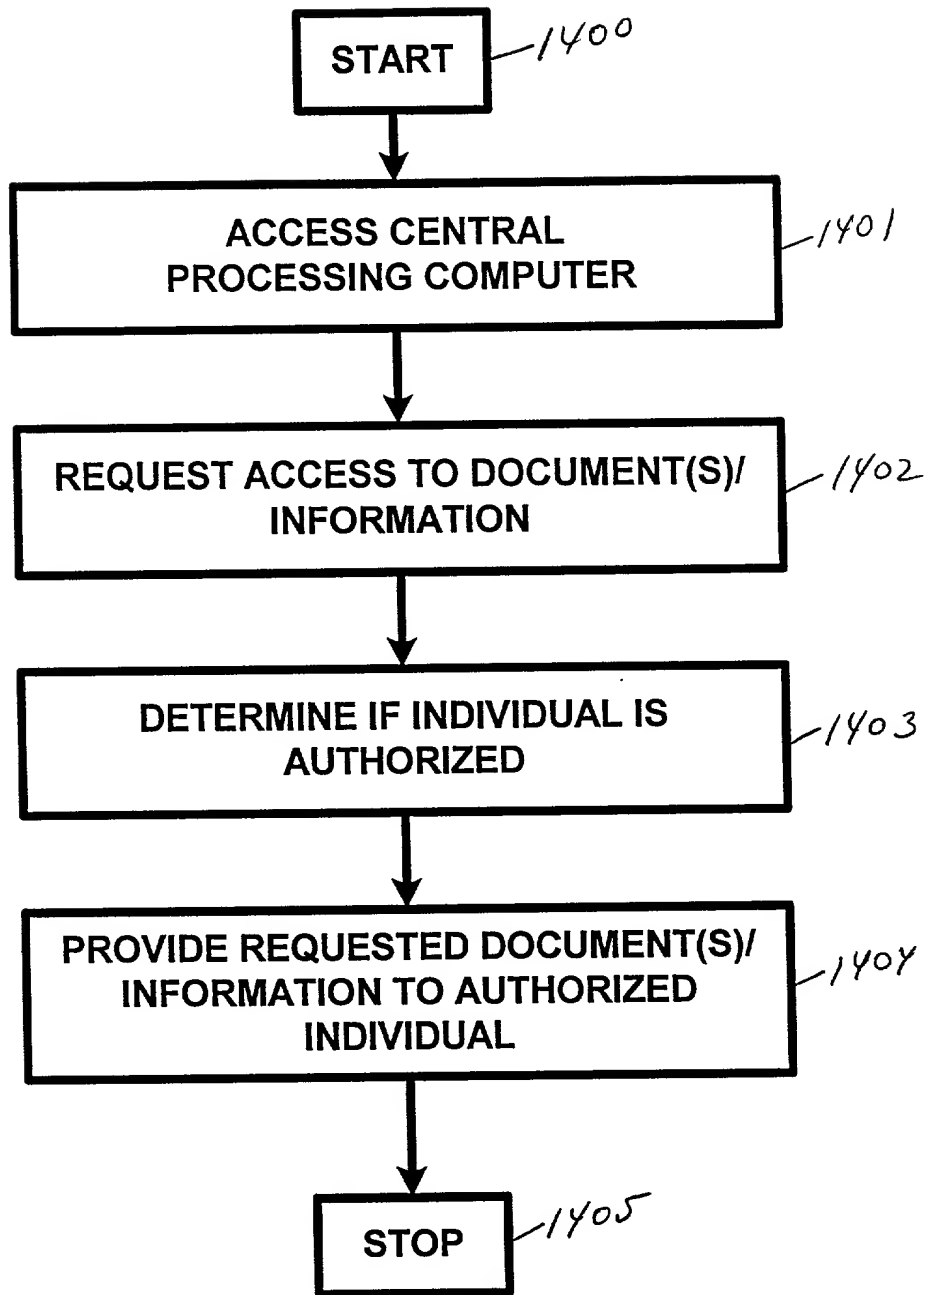 START
1400
ACCESS CENTRAL
PROCESSING COMPUTER
1401
REQUEST ACCESS TO DOCUMENT(S)/
INFORMATION
1402
DETERMINE IF INDIVIDUAL IS
AUTHORIZED
1403
PROVIDE REQUESTED DOCUMENT(S)/
INFORMATION TO AUTHORIZED
INDIVIDUAL
1404
STOP
1405